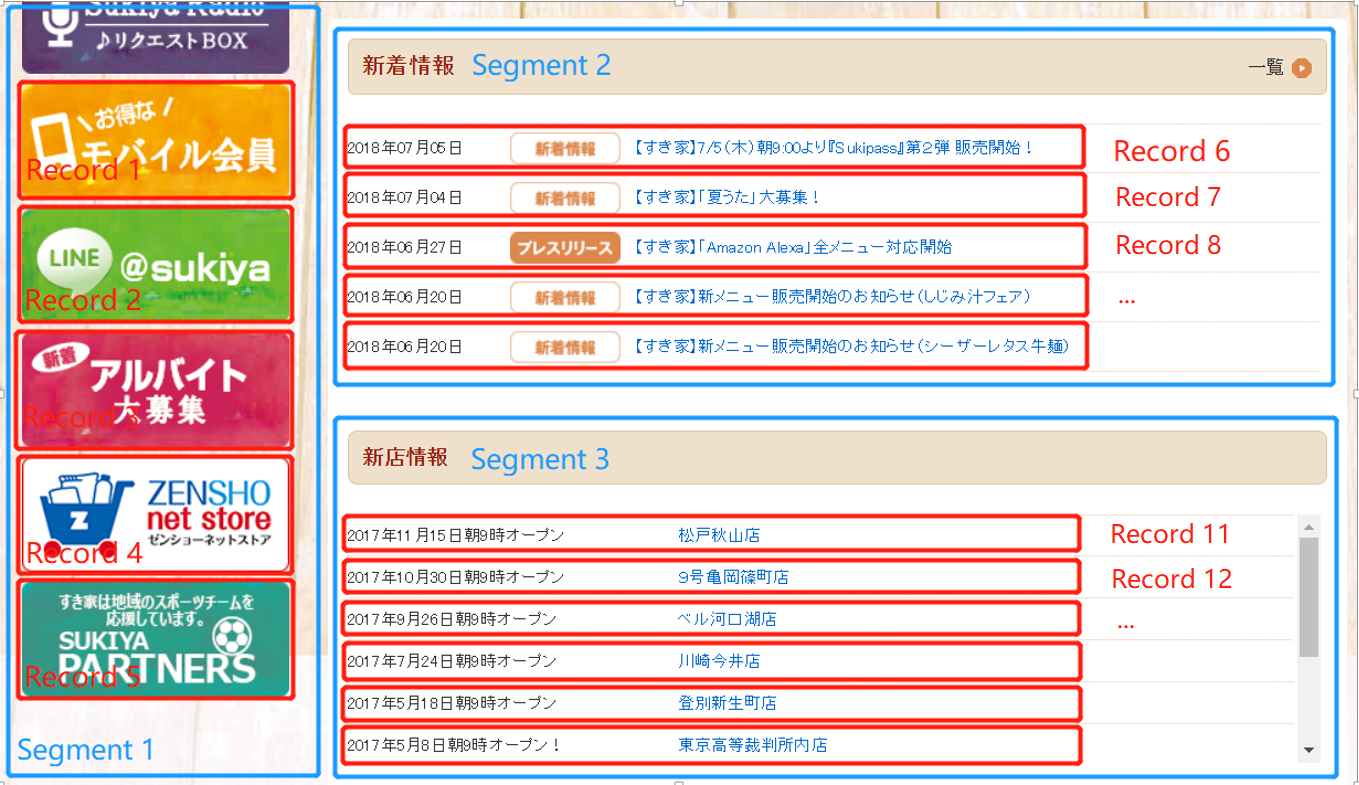 Sukiya Radio
♪リクエストBOX
お得な
モバイル会員
Record 1
LINE @sukiya
Record 2
新着
アルバイト
大募集
Record 3
ZENSHO
net store
ゼンショーネットストア
Record 4
すき家は地域のスポーツチームを
応援しています。
SUKIYA
PARTNERS
Record 5
Segment 1
新着情報 Segment 2 一覧
2018年07月05日 新着情報 【すき家】7/5(木)朝9:00より『Sukipass』第2弾 販売開始! Record 6
2018年07月04日 新着情報 【すき家】「夏うた」大募集! Record 7
2018年06月27日 プレスリリース 【すき家】「Amazon Alexa」全メニュー対応開始 Record 8
2018年06月20日 新着情報 【すき家】新メニュー販売開始のお知らせ(しじみ汁フェア) ...
2018年06月20日 新着情報 【すき家】新メニュー販売開始のお知らせ(シーザーレタス牛麺)
新店情報 Segment 3
2017年11月15日朝9時オープン 松戸秋山店 Record 11
2017年10月30日朝9時オープン 9号亀岡篠町店 Record 12
2017年9月26日朝9時オープン ベル河口湖店 ...
2017年7月24日朝9時オープン 川崎今井店
2017年5月18日朝9時オープン 登別新生町店
2017年5月8日朝9時オープン! 東京高等裁判所内店